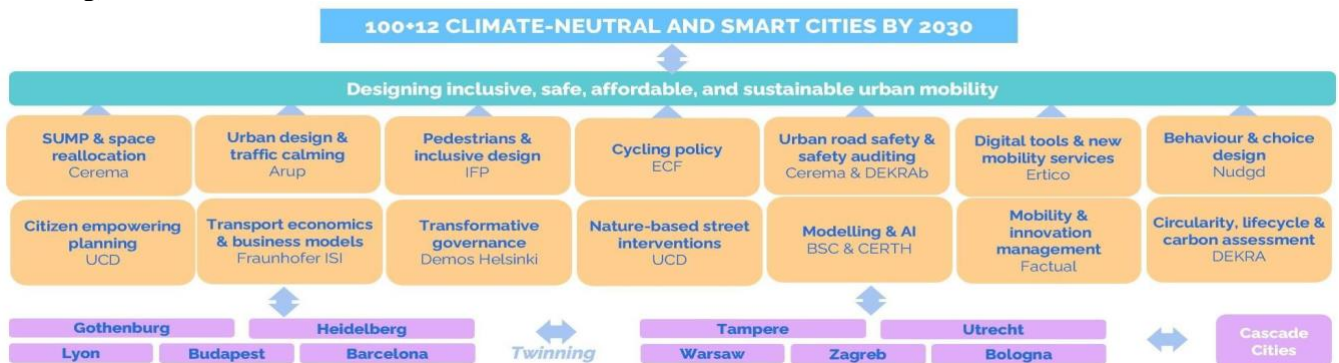 100+12 CLIMATE-NEUTRAL AND SMART CITIES BY 2030
Designing inclusive, safe, affordable, and sustainable urban mobility
SUMP & space
reallocation
Cerema
Urban design &
traffic calming
Arup
Pedestrians &
inclusive design
IFP
Cycling policy
ECF
Urban road safety &
safety auditing
Cerema & DEKRAb
Digital tools & new
mobility services
Ertico
Behaviour & choice
design
Nudgd
Citizen empowering
planning
UCD
Transport economics
& business models
Fraunhofer ISI
Transformative
governance
Demos Helsinki
Nature-based street
interventions
UCD
Modelling & AI
BSC & CERTH
Mobility &
innovation
management
Factual
Circularity, lifecycle &
carbon assessment
DEKRA
Gothenburg
Heidelberg
Lyon
Budapest
Barcelona
Twinning
Tampere
Utrecht
Warsaw
Zagreb
Bologna
Cascade
Cities